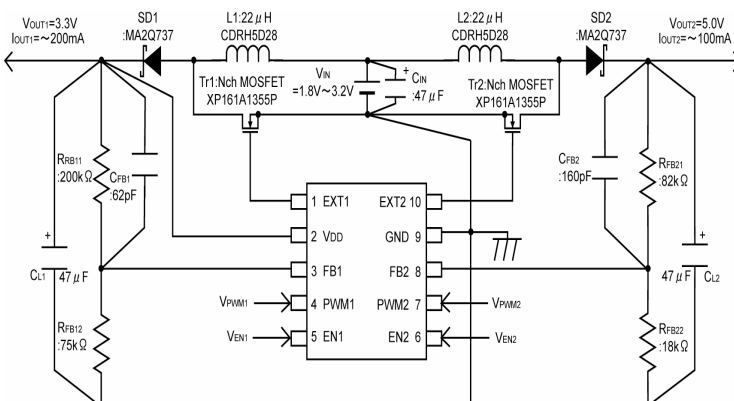 VOUT1=3.3V
IOUT1=～200mA
SD1
:MA2Q737
L1:22μH
CDRH5D28
L2:22μH
CDRH5D28
SD2
:MA2Q737
VOUT2=5.0V
IOUT2=～100mA
Tr1:Nch MOSFET
XP161A1355P
VIN
=1.8V～3.2V
+
CIN
:47μF
Tr2:Nch MOSFET
XP161A1355P
RRB11
:200kΩ
CFB1
:62pF
CFB2
:160pF
RFB21
:82kΩ
1 EXT1
EXT2 10
2 VDD
GND 9
3 FB1
FB2 8
4 PWM1
PWM2 7
5 EN1
EN2 6
VPWM1
VPWM2
VEN1
VEN2
+
CL1
47μF
+
47μF
CL2
RFB12
:75kΩ
RFB22
:18kΩ